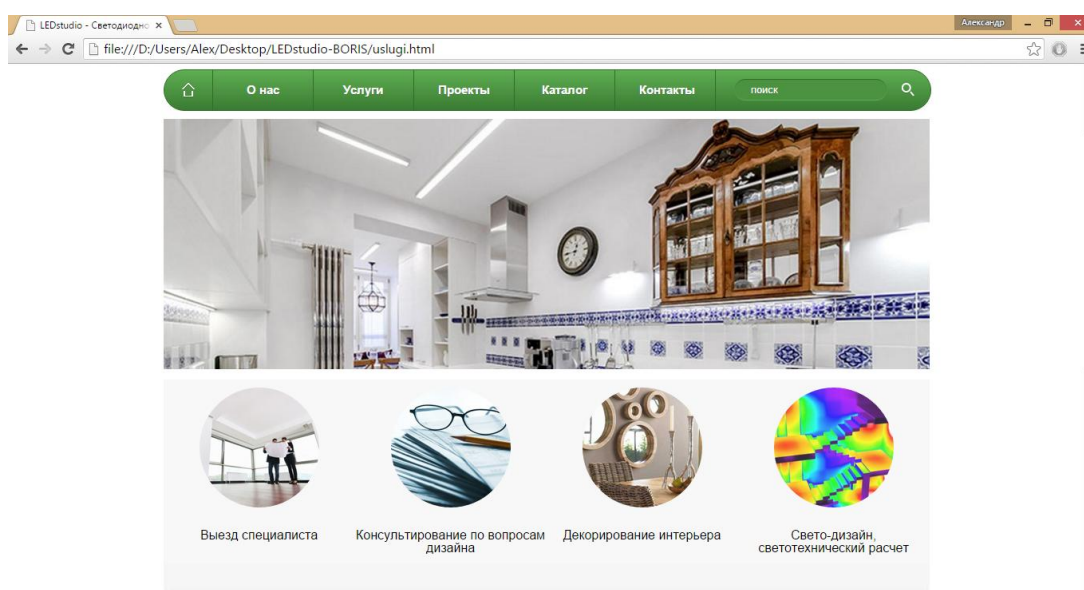 LEDstudio - Светодиодно
Александр
file:///D:/Users/Alex/Desktop/LEDstudio-BORIS/uslugi.html
О нас Услуги Проекты Каталог Контакты поиск
Выезд специалиста Консультирование по вопросам Декорирование интерьера Свето-дизайн,
дизайна светотехнический расчет